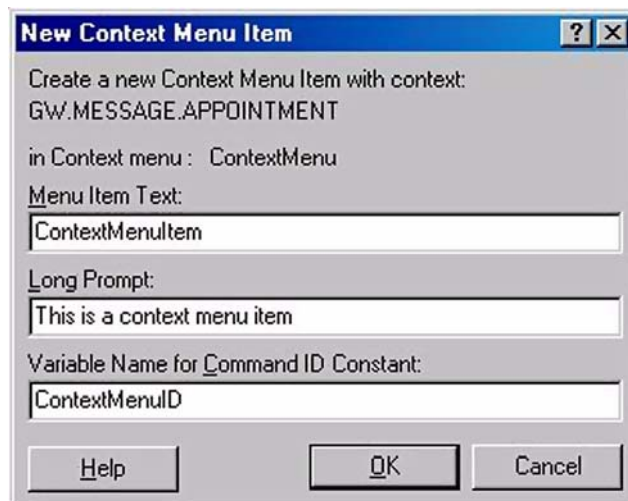 New Context Menu Item
Create a new Context Menu Item with context:
GW.MESSAGE.APPOINTMENT
in Context menu : ContextMenu
Menu Item Text:
ContextMenuItem
Long Prompt:
This is a context menu item
Variable Name for Command ID Constant:
ContextMenuID
Help OK Cancel